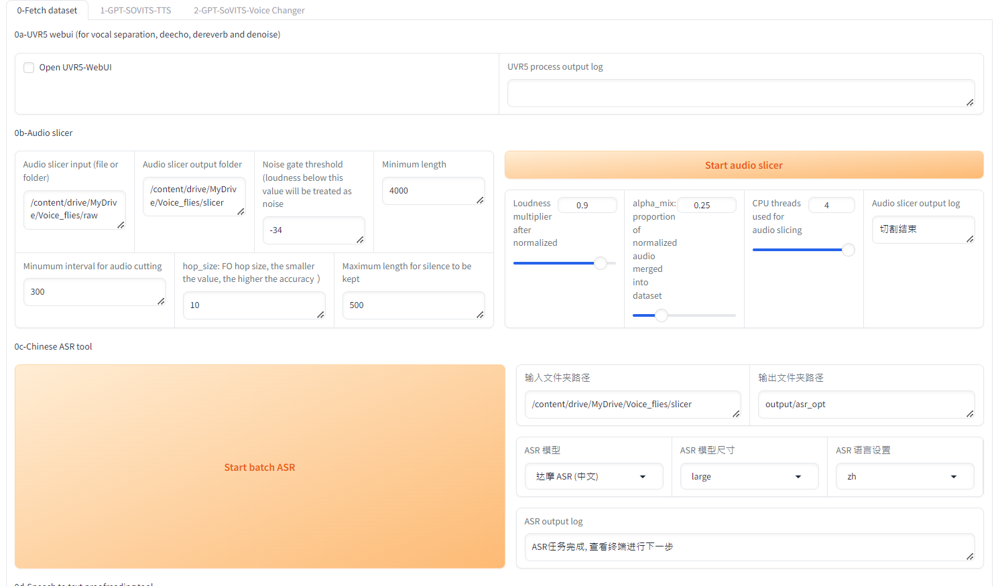 0-Fetch dataset
1-GPT-SOVITS-TTS
2-GPT-SoVITS-Voice Changer
0a-UVR5 webui (for vocal separation, deecho, dereverb and denoise)
Open UVR5-WebUI
UVR5 process output log
0b-Audio slicer
Audio slicer input (file or
folder)
/content/drive/MyDriv
e/Voice_flies/raw
Audio slicer output folder
/content/drive/MyDriv
e/Voice_flies/slicer
Noise gate threshold
(loudness below this
value will be treated as
noise
-34
Minimum length
4000
Minumum interval for audio cutting
300
hop_size: FO hop size, the smaller
the value, the higher the accuracy）
10
Maximum length for silence to be
kept
500
Start audio slicer
Loudness
multiplier
after
normalized
0.9
alpha_mix:
proportion
of
normalized
audio
merged
into
dataset
0.25
CPU threads
used for
audio slicing
4
Audio slicer output log
切割结束
0c-Chinese ASR tool
Start batch ASR
输入文件夹路径
/content/drive/MyDrive/Voice_flies/slicer
输出文件夹路径
output/asr_opt
ASR 模型
达摩 ASR (中文)
ASR 模型尺寸
large
ASR 语言设置
zh
ASR output log
ASR任务完成, 查看终端进行下一步
0d-Speech to text proofreading tool